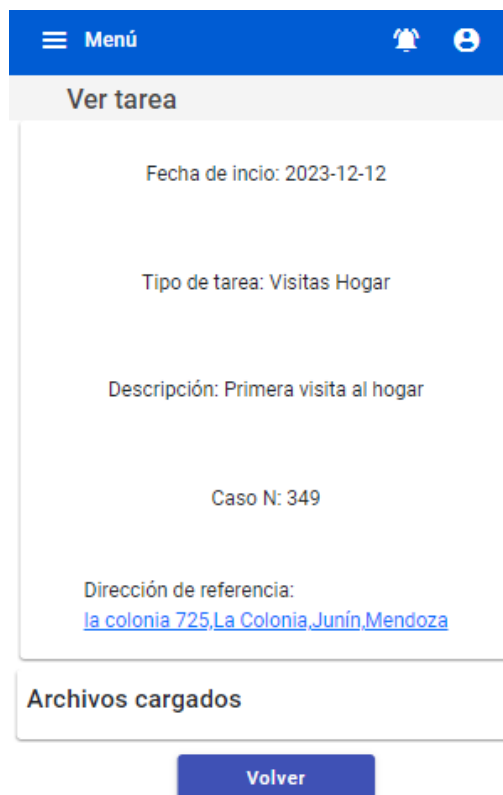 Menú
Ver tarea
Fecha de incio: 2023-12-12
Tipo de tarea: Visitas Hogar
Descripción: Primera visita al hogar
Caso N: 349
Dirección de referencia:
la colonia 725,La Colonia,Junín,Mendoza
Archivos cargados
Volver